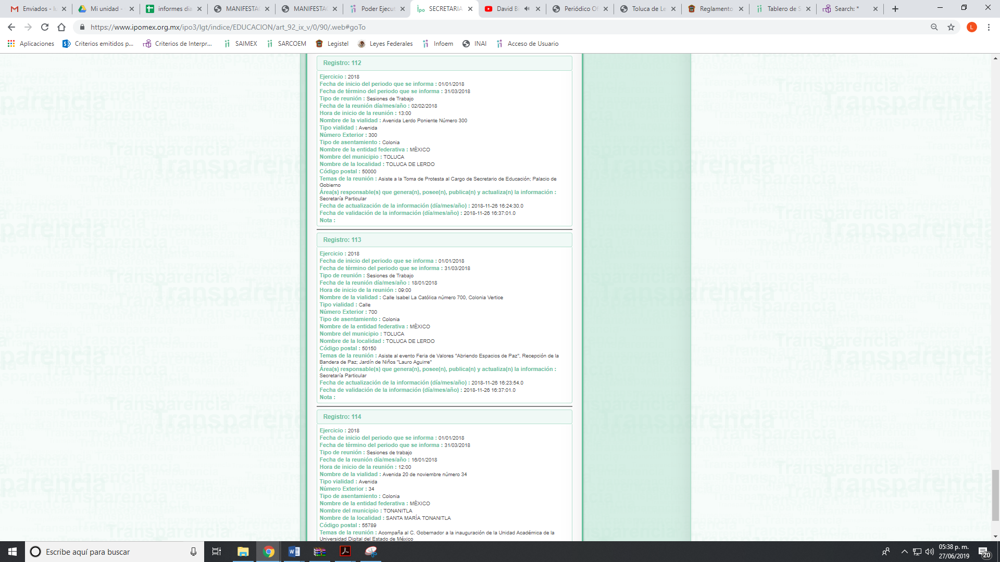 Enviados - lu
Mi unidad -
informes dia
MANIFESTAC
MANIFESTAC
Poder Ejecut
SECRETARIA
David Bi
Periódico Of
Toluca de Le
Reglamento
Tablero de S
Search: *
https://www.ipomex.org.mx/ipo3/lgt/indice/EDUCACION/art_92_ix_v/0/90/.web#goTo
L
Aplicaciones
Criterios emitidos p...
Criterios de Interpr...
SAIMEX
SARCOEM
Legistel
Leyes Federales
Infoem
INAI
Acceso de Usuario
Registro: 112
Ejercicio : 2018
Fecha de inicio del periodo que se informa : 01/01/2018
Fecha de término del periodo que se informa : 31/03/2018
Tipo de reunión : Sesiones de Trabajo
Fecha de la reunión día/mes/año : 02/02/2018
Hora de inicio de la reunión : 13:00
Nombre de la vialidad : Avenida Lerdo Poniente Número 300
Tipo vialidad : Avenida
Número Exterior : 300
Tipo de asentamiento : Colonia
Nombre de la entidad federativa : MÉXICO
Nombre del municipio : TOLUCA
Nombre de la localidad : TOLUCA DE LERDO
Código postal : 50000
Temas de la reunión : Asiste a la Toma de Protesta al Cargo de Secretario de Educación; Palacio de
Gobierno
Área(s) responsable(s) que genera(n), posee(n), publica(n) y actualiza(n) la información :
Secretaría Particular
Fecha de actualización de la información (día/mes/año) : 2018-11-26 16:24:30.0
Fecha de validación de la información (día/mes/año) : 2018-11-26 16:37:01.0
Nota :
Registro: 113
Ejercicio : 2018
Fecha de inicio del periodo que se informa : 01/01/2018
Fecha de término del periodo que se informa : 31/03/2018
Tipo de reunión : Sesiones de Trabajo
Fecha de la reunión día/mes/año : 18/01/2018
Hora de inicio de la reunión : 09:00
Nombre de la vialidad : Calle Isabel La Católica número 700, Colonia Vertice
Tipo vialidad : Calle
Número Exterior : 700
Tipo de asentamiento : Colonia
Nombre de la entidad federativa : MÉXICO
Nombre del municipio : TOLUCA
Nombre de la localidad : TOLUCA DE LERDO
Código postal : 50150
Temas de la reunión : Asiste al evento Feria de Valores "Abriendo Espacios de Paz", Recepción de la
Bandera de Paz; Jardín de Niños "Lauro Aguirre"
Área(s) responsable(s) que genera(n), posee(n), publica(n) y actualiza(n) la información :
Secretaría Particular
Fecha de actualización de la información (día/mes/año) : 2018-11-26 16:23:54.0
Fecha de validación de la información (día/mes/año) : 2018-11-26 16:37:01.0
Nota :
Registro: 114
Ejercicio : 2018
Fecha de inicio del periodo que se informa : 01/01/2018
Fecha de término del periodo que se informa : 31/03/2018
Tipo de reunión : Sesiones de trabajo
Fecha de la reunión día/mes/año : 16/01/2018
Hora de inicio de la reunión : 12:00
Nombre de la vialidad : Avenida 20 de noviembre número 34
Tipo vialidad : Avenida
Número Exterior : 34
Tipo de asentamiento : Colonia
Nombre de la entidad federativa : MÉXICO
Nombre del municipio : TONANITLA
Nombre de la localidad : SANTA MARÍA TONANITLA
Código postal : 55789
Temas de la reunión : Acompaña al C. Gobernador a la inauguración de la Unidad Académica de la
Universidad Digital del Estado de México
Escribe aquí para buscar
05:38 p. m.
27/06/2019
20